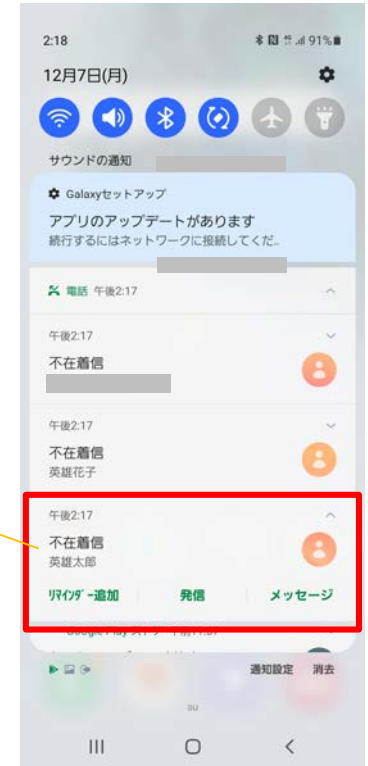 2:18 91%
12月7日(月)
サウンドの通知
Galaxyセットアップ
アプリのアップデートがあります
続行するにはネットワークに接続してくだ..
電話 午後2:17
午後2:17
不在着信
午後2:17
不在着信
英雄花子
午後2:17
不在着信
英雄太郎
ﾘﾏｲﾝﾀﾞｰ追加 発信 メッセージ
通知設定 消去
au